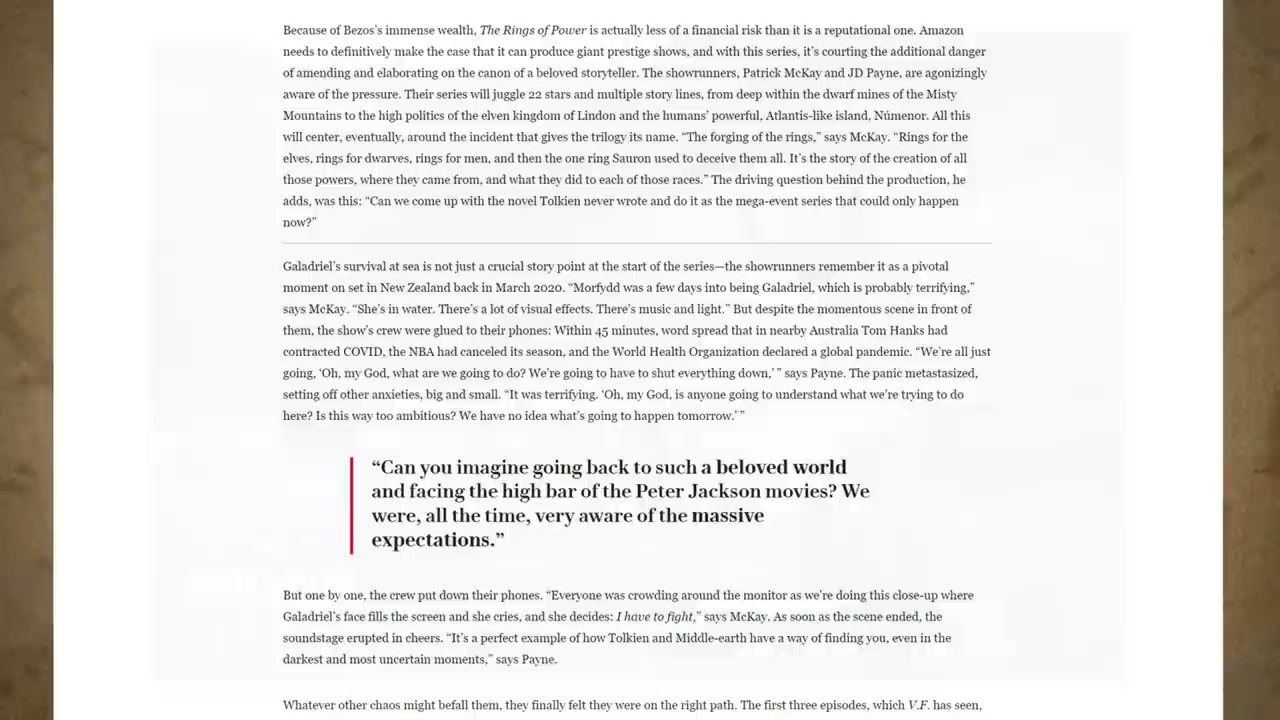 Because of Bezos’s immense wealth, The Rings of Power is actually less of a financial risk than it is a reputational one. Amazon
needs to definitively make the case that it can produce giant prestige shows, and with this series, it’s courting the additional danger
of amending and elaborating on the canon of a beloved storyteller. The showrunners, Patrick McKay and JD Payne, are agonizingly
aware of the pressure. Their series will juggle 22 stars and multiple story lines, from deep within the dwarf mines of the Misty
Mountains to the high politics of the elven kingdom of Lindon and the humans’ powerful, Atlantis-like island, Númenor. All this
will center, eventually, around the incident that gives the trilogy its name. “The forging of the rings,” says McKay. “Rings for the
elves, rings for dwarves, rings for men, and then the one ring Sauron used to deceive them all. It’s the story of the creation of all
those powers, where they came from, and what they did to each of those races.” The driving question behind the production, he
adds, was this: “Can we come up with the novel Tolkien never wrote and do it as the mega-event series that could only happen
now?”
Galadriel’s survival at sea is not just a crucial story point at the start of the series—the showrunners remember it as a pivotal
moment on set in New Zealand back in March 2020. “Morfydd was a few days into being Galadriel, which is probably terrifying,”
says McKay. “She’s in water. There’s a lot of visual effects. There’s music and light.” But despite the momentous scene in front of
them, the show’s crew were glued to their phones: Within 45 minutes, word spread that in nearby Australia Tom Hanks had
contracted COVID, the NBA had canceled its season, and the World Health Organization declared a global pandemic. “We’re all just
going, ‘Oh, my God, what are we going to do? We’re going to have to shut everything down,’ ” says Payne. The panic metastasized,
setting off other anxieties, big and small. “It was terrifying. ‘Oh, my God, is anyone going to understand what we’re trying to do
here? Is this way too ambitious? We have no idea what’s going to happen tomorrow.’ ”
“Can you imagine going back to such a beloved world
and facing the high bar of the Peter Jackson movies? We
were, all the time, very aware of the massive
expectations.”
But one by one, the crew put down their phones. “Everyone was crowding around the monitor as we’re doing this close-up where
Galadriel’s face fills the screen and she cries, and she decides: I have to fight,” says McKay. As soon as the scene ended, the
soundstage erupted in cheers. “It’s a perfect example of how Tolkien and Middle-earth have a way of finding you, even in the
darkest and most uncertain moments,” says Payne.
Whatever other chaos might befall them, they finally felt they were on the right path. The first three episodes, which V.F. has seen,